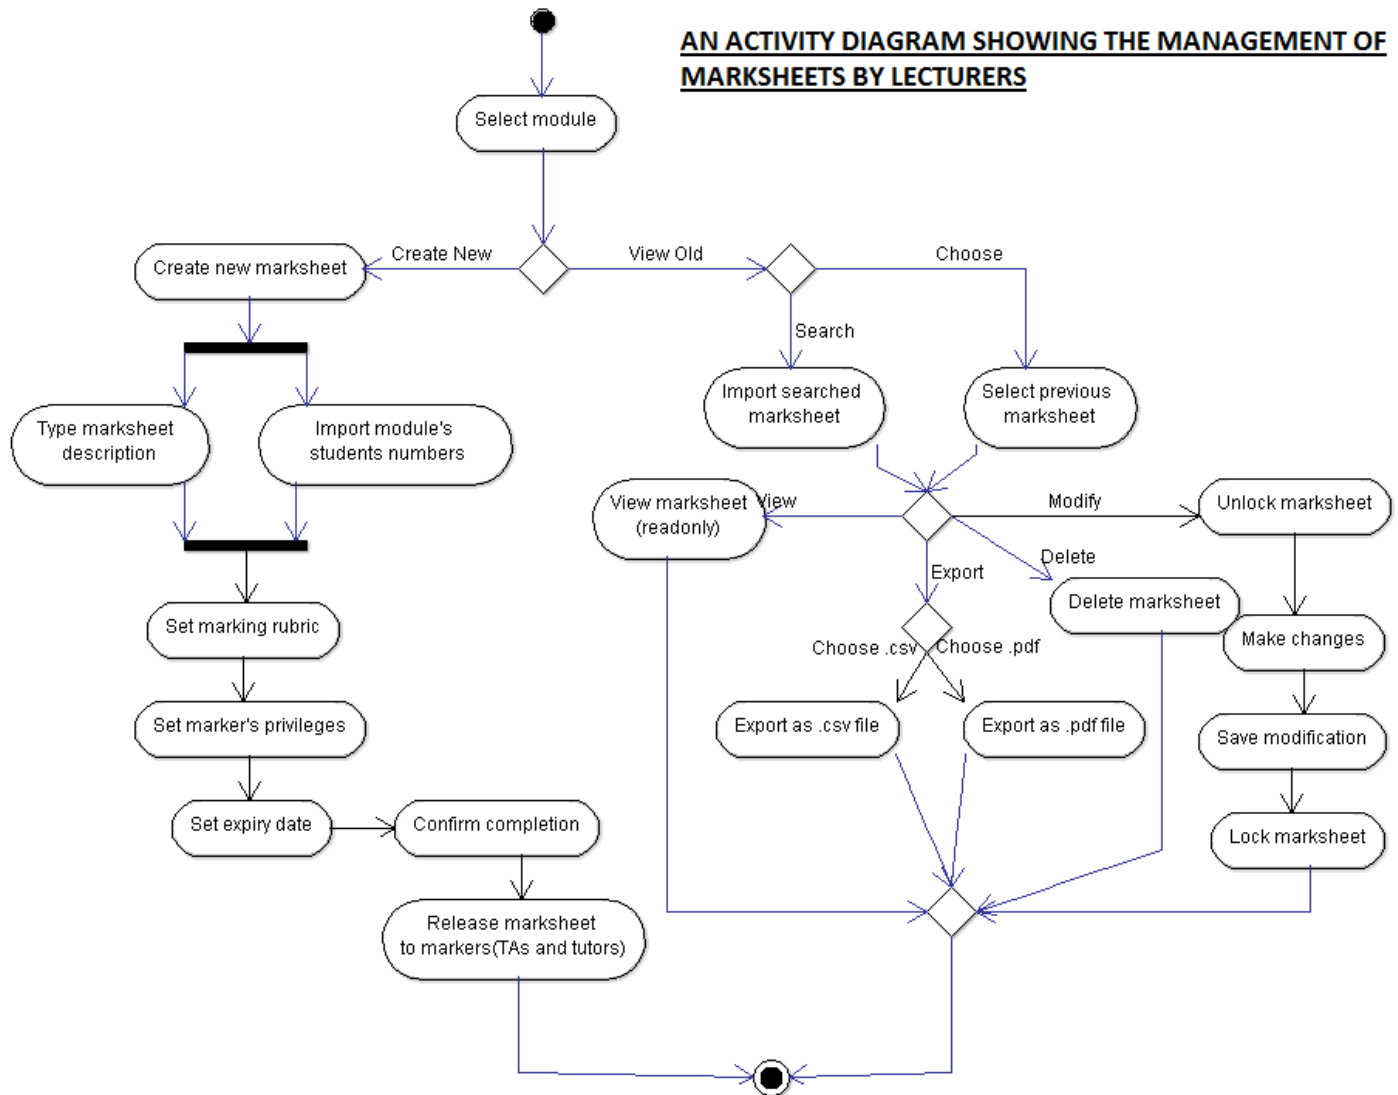 AN ACTIVITY DIAGRAM SHOWING THE MANAGEMENT OF
MARKSHEETS BY LECTURERS
Select module
Create New
View Old
Choose
Create new marksheet
Search
Import searched
marksheet
Select previous
marksheet
Type marksheet
description
Import module's
students numbers
View marksheet
(readonly)
View
Modify
Unlock marksheet
Export
Delete
Delete marksheet
Set marking rubric
Choose .csv
Choose .pdf
Make changes
Set marker's privileges
Export as .csv file
Export as .pdf file
Save modification
Set expiry date
Confirm completion
Lock marksheet
Release marksheet
to markers(TAs and tutors)